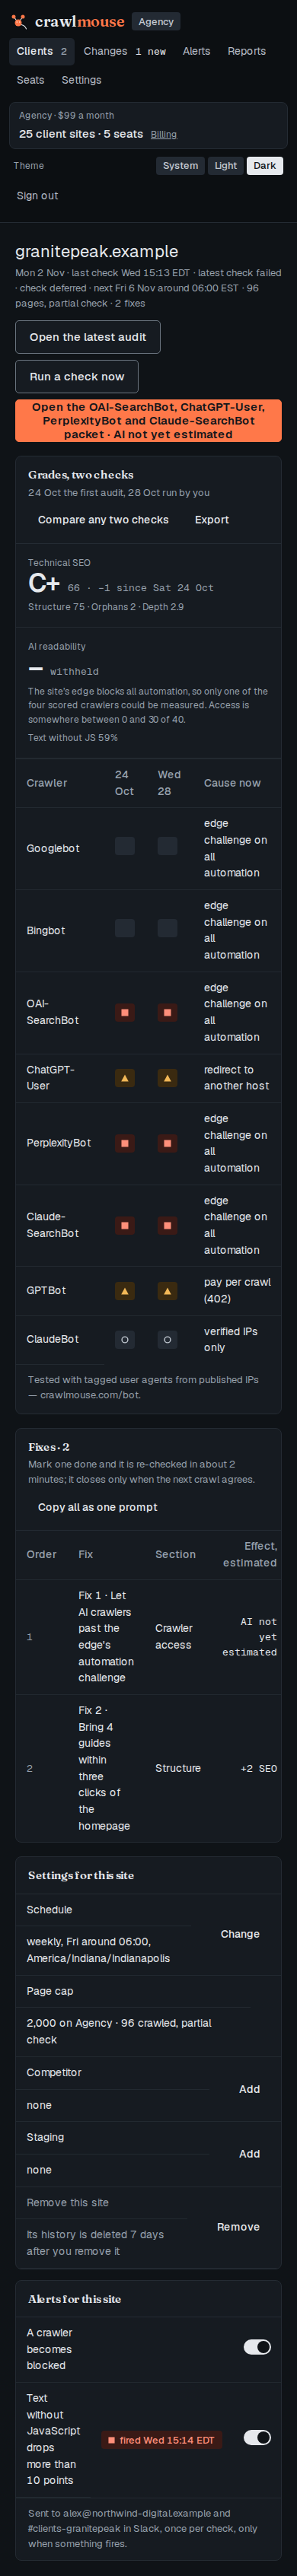 crawlmouse Agency
Clients 2 Changes 1 new Alerts Reports
Seats Settings
Agency · $99 a month
25 client sites · 5 seats Billing
Theme System Light Dark
Sign out
granitepeak.example
Mon 2 Nov · last check Wed 15:13 EDT · latest check failed
· check deferred · next Fri 6 Nov around 06:00 EST · 96
pages, partial check · 2 fixes
Open the latest audit
Run a check now
Open the OAI-SearchBot, ChatGPT-User,
PerplexityBot and Claude-SearchBot
packet · AI not yet estimated
Grades, two checks
24 Oct the first audit, 28 Oct run by you
Compare any two checks Export
Technical SEO
C+ 66 · −1 since Sat 24 Oct
Structure 75 · Orphans 2 · Depth 2.9
AI readability
— withheld
The site's edge blocks all automation, so only one of the
four scored crawlers could be measured. Access is
somewhere between 0 and 30 of 40.
Text without JS 59%
Crawler 24 Oct Wed 28 Cause now
Googlebot edge challenge on all automation
Bingbot edge challenge on all automation
OAI-SearchBot edge challenge on all automation
ChatGPT-User redirect to another host
PerplexityBot edge challenge on all automation
Claude-SearchBot edge challenge on all automation
GPTBot pay per crawl (402)
ClaudeBot verified IPs only
Tested with tagged user agents from published IPs
— crawlmouse.com/bot.
Fixes · 2
Mark one done and it is re-checked in about 2
minutes; it closes only when the next crawl agrees.
Copy all as one prompt
Order Fix Section Effect, estimated
1 Fix 1 · Let AI crawlers past the edge's automation challenge Crawler access AI not yet estimated
2 Fix 2 · Bring 4 guides within three clicks of the homepage Structure +2 SEO
Settings for this site
Schedule
weekly, Fri around 06:00,
America/Indiana/Indianapolis
Change
Page cap
2,000 on Agency · 96 crawled, partial
check
Competitor
none
Add
Staging
none
Add
Remove this site
Its history is deleted 7 days
after you remove it
Remove
Alerts for this site
A crawler
becomes
blocked
Text
without
JavaScript
drops
more than
10 points
fired Wed 15:14 EDT
Sent to alex@northwind-digital.example and
#clients-granitepeak in Slack, once per check, only
when something fires.